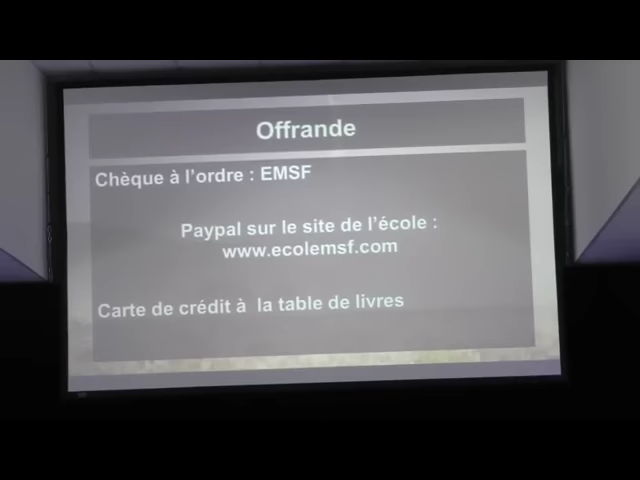 Offrande
Chèque à l'ordre : EMSF
Paypal sur le site de l'école :
www.ecolemsf.com
Carte de crédit à la table de livres